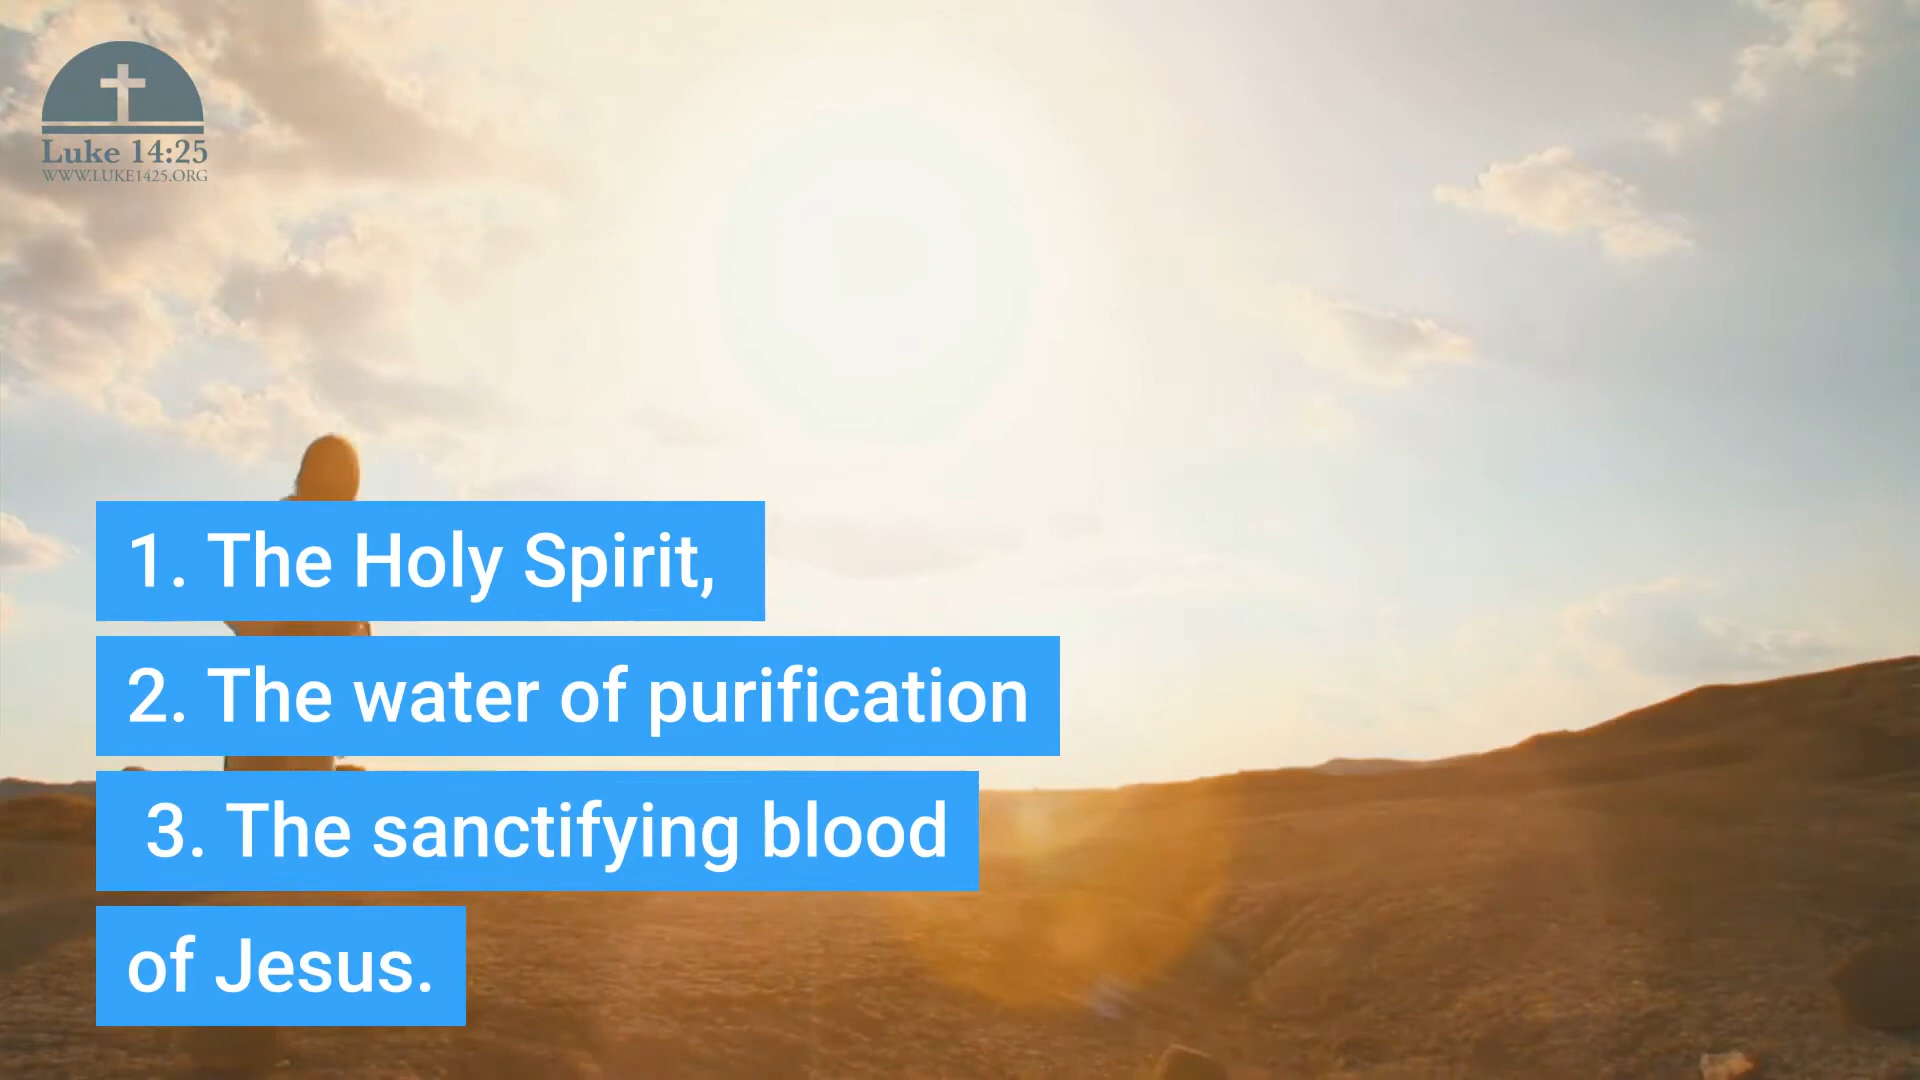 Luke 14:25
WWW.LUKE1425.ORG
1. The Holy Spirit,
2. The water of purification
3. The sanctifying blood
of Jesus.